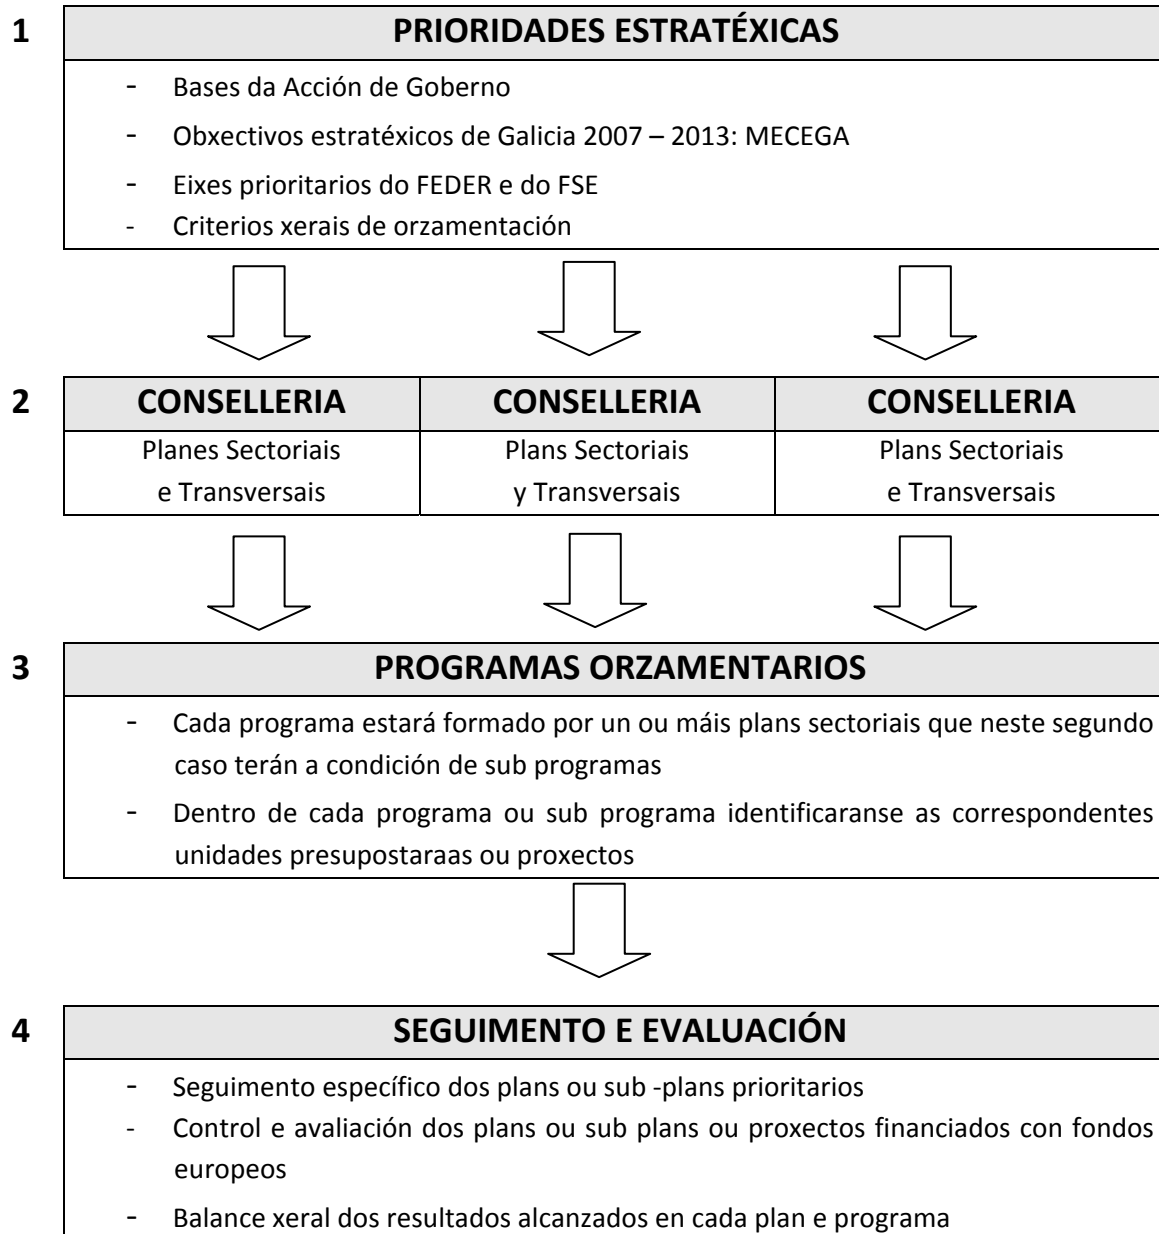 1 PRIORIDADES ESTRATÉXICAS
- Bases da Acción de Goberno
- Obxectivos estratéxicos de Galicia 2007 – 2013: MECEGA
- Eixes prioritarios do FEDER e do FSE
- Criterios xerais de orzamentación
2 CONSELLERIA CONSELLERIA CONSELLERIA
Planes Sectoriais Plans Sectoriais Plans Sectoriais
e Transversais y Transversais e Transversais
3 PROGRAMAS ORZAMENTARIOS
- Cada programa estará formado por un ou máis plans sectoriais que neste segundo
caso terán a condición de sub programas
- Dentro de cada programa ou sub programa identificaranse as correspondentes
unidades presupostaraas ou proxectos
4 SEGUIMENTO E EVALUACIÓN
- Seguimento específico dos plans ou sub -plans prioritarios
- Control e avaliación dos plans ou sub plans ou proxectos financiados con fondos
europeos
- Balance xeral dos resultados alcanzados en cada plan e programa